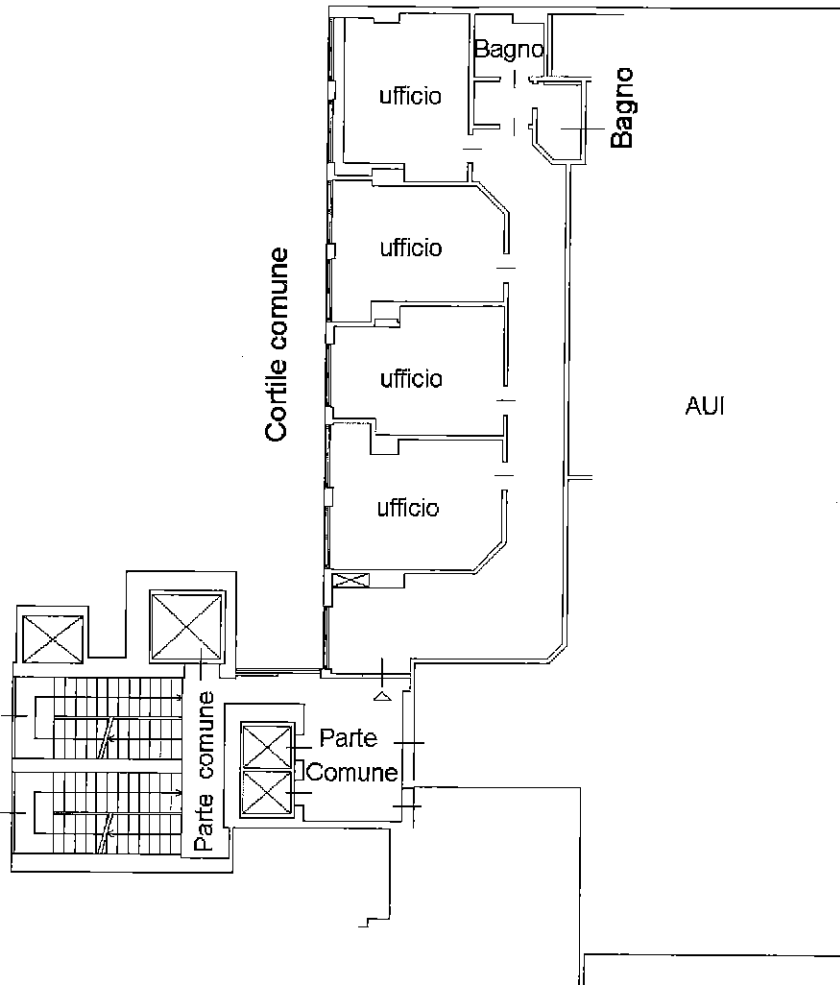 Bagno
ufficio
Bagno
ufficio
Cortile comune
ufficio
AUI
ufficio
Parte comune
Parte
Comune